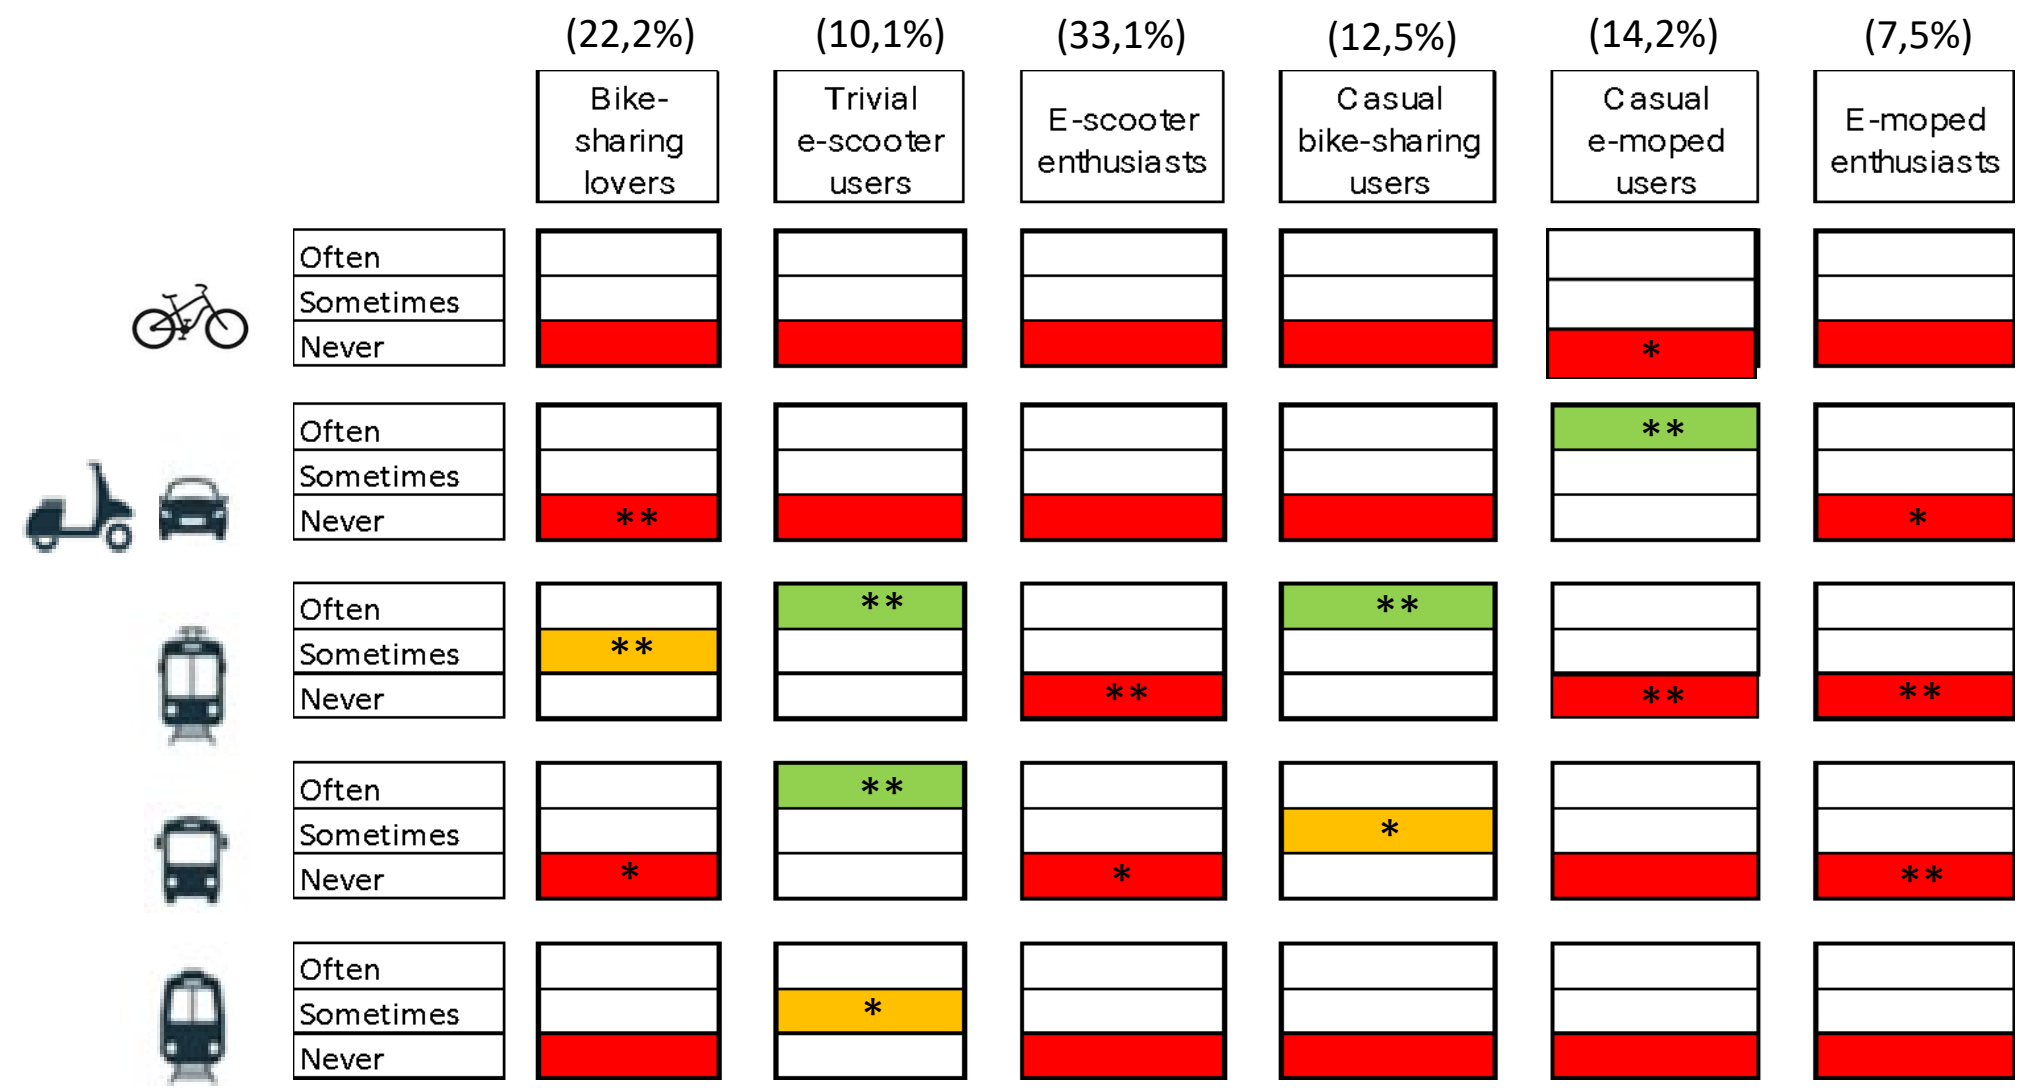 (22,2%) (10,1%) (33,1%) (12,5%) (14,2%) (7,5%)
Bike-
sharing
lovers
Trivial
e-scooter
users
E-scooter
enthusiasts
Casual
bike-sharing
users
Casual
e-moped
users
E-moped
enthusiasts
Often
Sometimes
Never *
Often **
Sometimes
Never ** *
Often ** **
Sometimes **
Never ** ** **
Often **
Sometimes *
Never * * **
Often
Sometimes *
Never